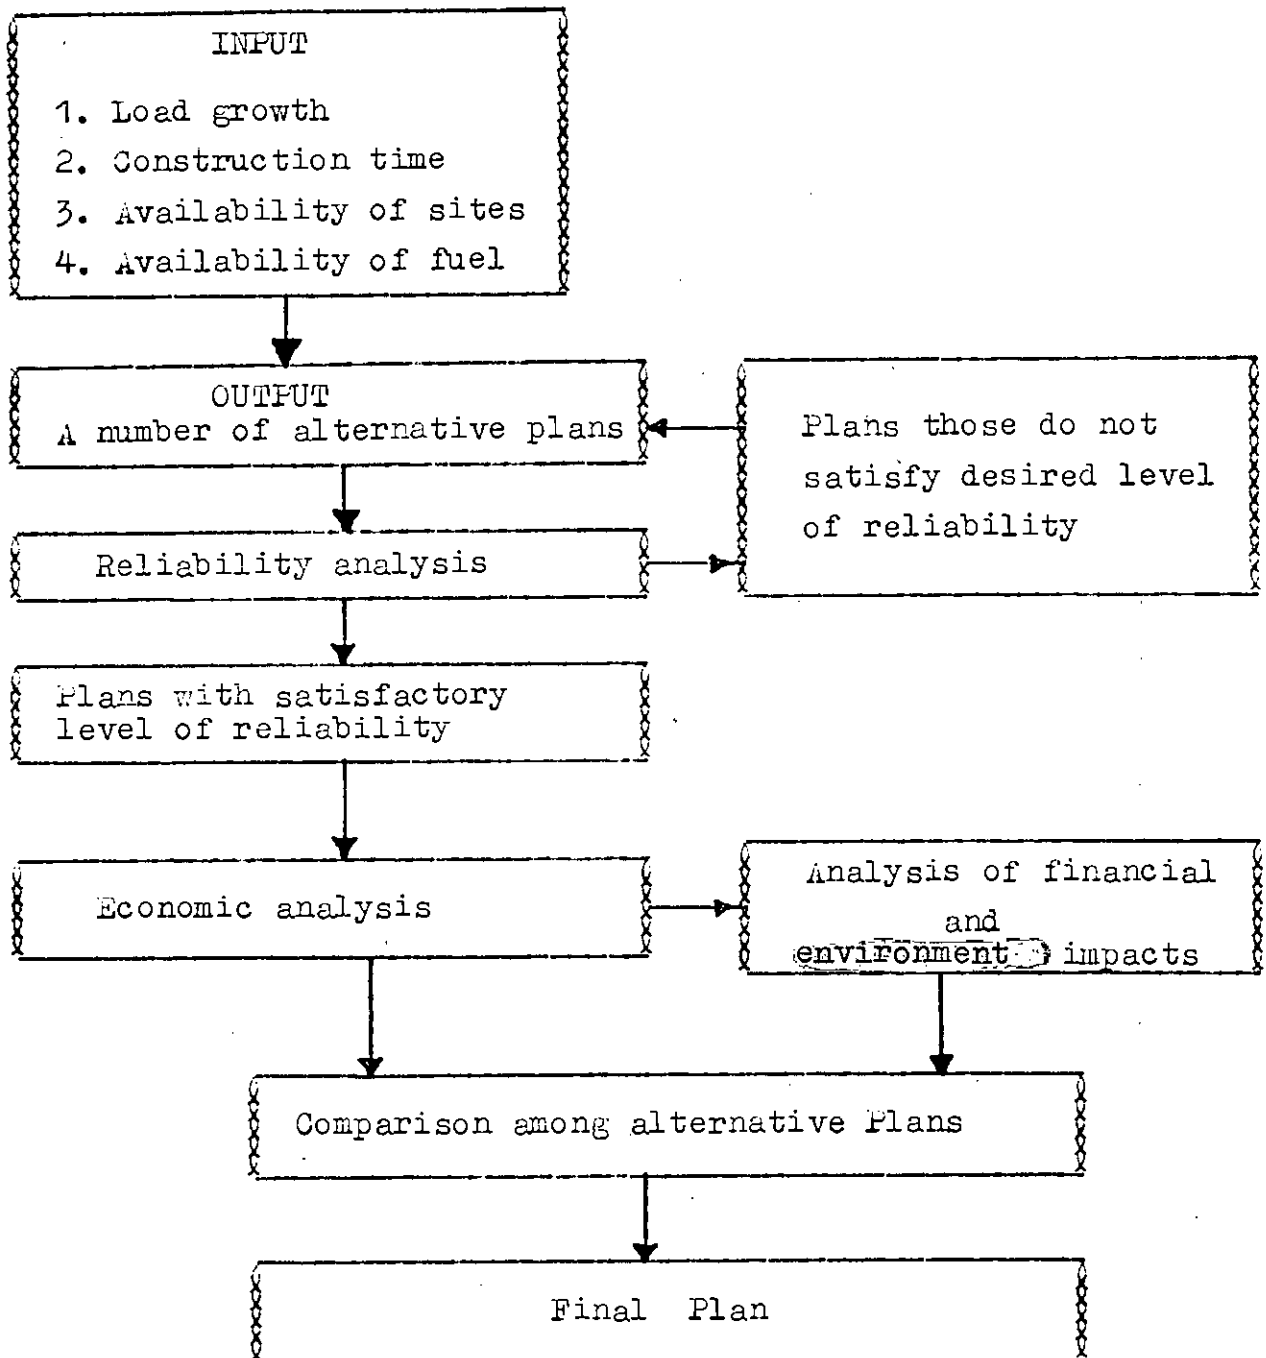 INPUT
1. Load growth
2. Construction time
3. Availability of sites
4. Availability of fuel
OUTPUT
A number of alternative plans
Plans those do not
satisfy desired level
of reliability
Reliability analysis
Plans with satisfactory
level of reliability
Economic analysis
Analysis of financial
and
environment impacts
Comparison among alternative Plans
Final Plan